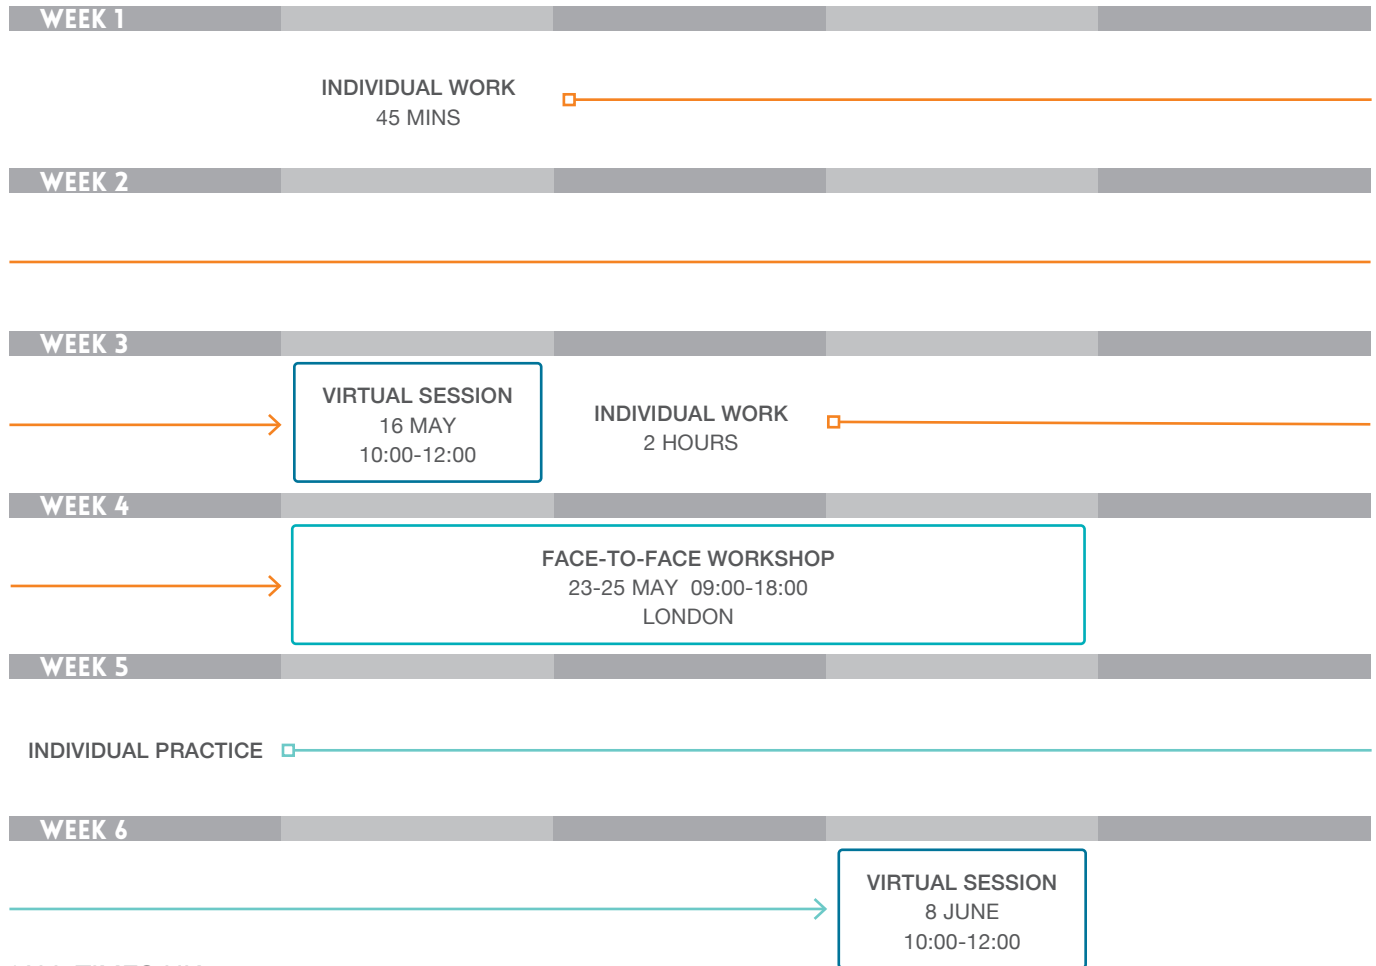 WEEK 1
INDIVIDUAL WORK
45 MINS
WEEK 2
WEEK 3
VIRTUAL SESSION
16 MAY
10:00-12:00
INDIVIDUAL WORK
2 HOURS
WEEK 4
FACE-TO-FACE WORKSHOP
23-25 MAY 09:00-18:00
LONDON
WEEK 5
INDIVIDUAL PRACTICE
WEEK 6
VIRTUAL SESSION
8 JUNE
10:00-12:00